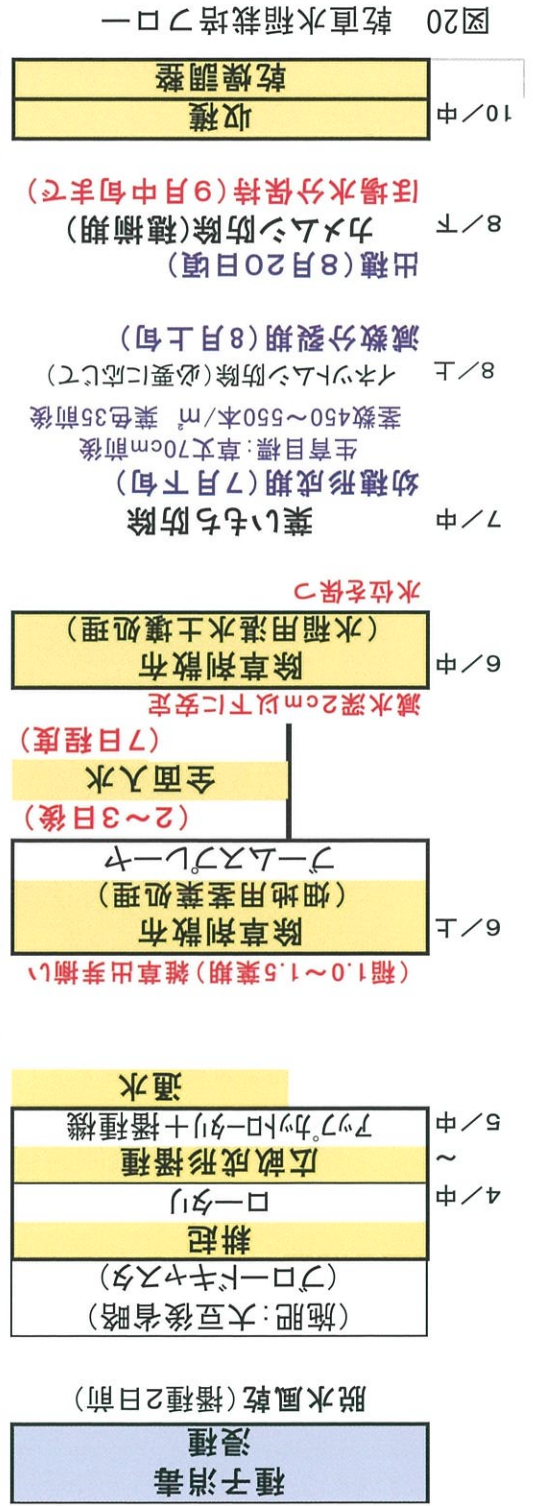 種子消毒
浸種
脱水風乾(播種2日前)
(施肥:大豆後省略)
(ブロードキャスタ)
耕起
4/中
ロータリ
~
広畝成形播種
5/中
アップカットロータリ+播種機
通水
(稲1.0~1.5葉期)雑草出芽揃い
6/上
除草剤散布
(畑地用茎葉処理)
ブームスプレーヤ
(2~3日後)
全面入水
(7日程度)
減水深2cm以下に安定
6/中
除草剤散布
(水稲用湛水土壌処理)
水位を保つ
7/中
葉いもち防除
幼穂形成期(7月下旬)
生育目標:草丈70cm前後
茎数450~550本/㎡ 葉色35前後
8/上
イネツトムシ防除(必要に応じて)
減数分裂期(8月上旬)
出穂(8月20日頃)
8/下
カメムシ防除(穂揃期)
ほ場水分保持(9月中旬まで)
10/中
収穫
乾燥調整
図20 乾直水稲栽培フロー